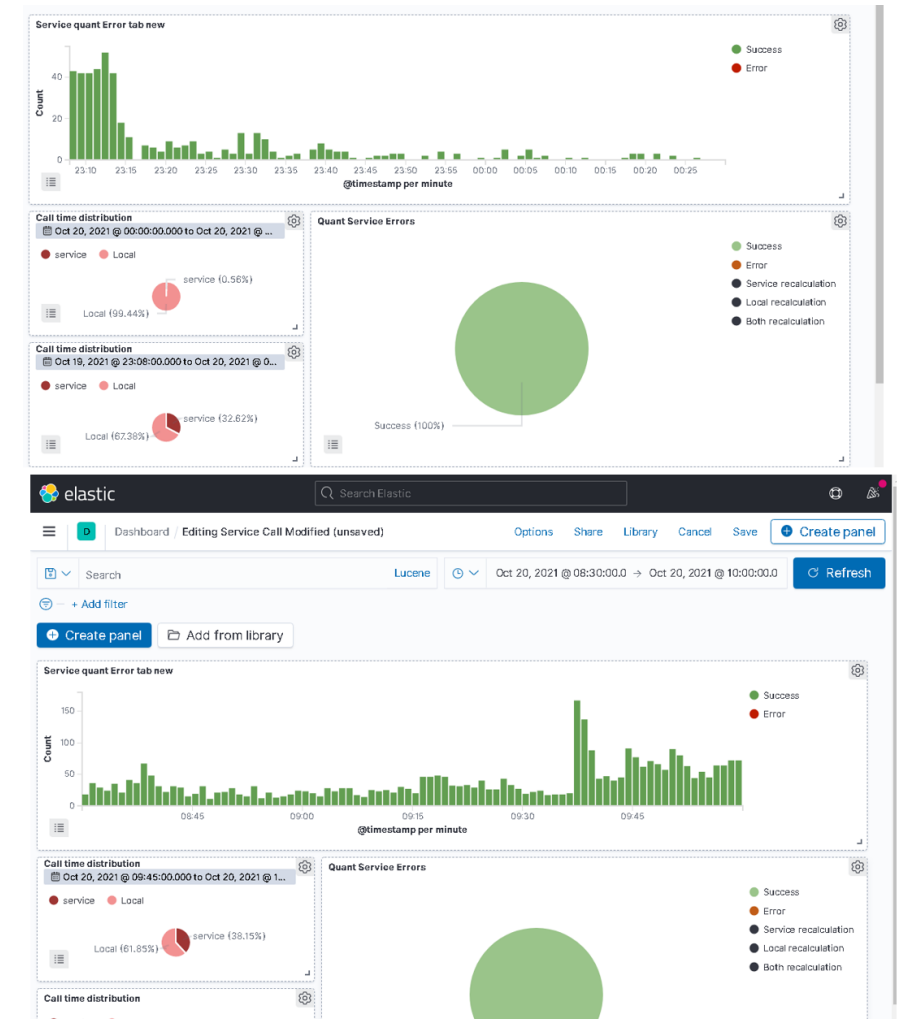 Service quant Error tab new
Success
Error
40
20
0
Count
23:10 23:15 23:20 23:25 23:30 23:35 23:40 23:45 23:50 23:55 00:00 00:05 00:10 00:15 00:20 00:25
@timestamp per minute
Call time distribution
Oct 20, 2021 @ 00:00:00.000 to Oct 20, 2021 @ ...
service Local
service (0.56%)
Local (99.44%)
Quant Service Errors
Success
Error
Service recalculation
Local recalculation
Both recalculation
Success (100%)
Call time distribution
Oct 19, 2021 @ 23:08:00.000 to Oct 20, 2021 @ 0...
service Local
service (32.62%)
Local (67.38%)
elastic
Search Elastic
D Dashboard / Editing Service Call Modified (unsaved) Options Share Library Cancel Save Create panel
Search Lucene Oct 20, 2021 @ 08:30:00.0 → Oct 20, 2021 @ 10:00:00.0 Refresh
+ Add filter
Create panel Add from library
Service quant Error tab new
Success
Error
150
100
50
0
Count
08:45 09:00 09:15 09:30 09:45
@timestamp per minute
Call time distribution
Oct 20, 2021 @ 09:45:00.000 to Oct 20, 2021 @ 1...
service Local
service (38.15%)
Local (61.85%)
Quant Service Errors
Success
Error
Service recalculation
Local recalculation
Both recalculation
Call time distribution